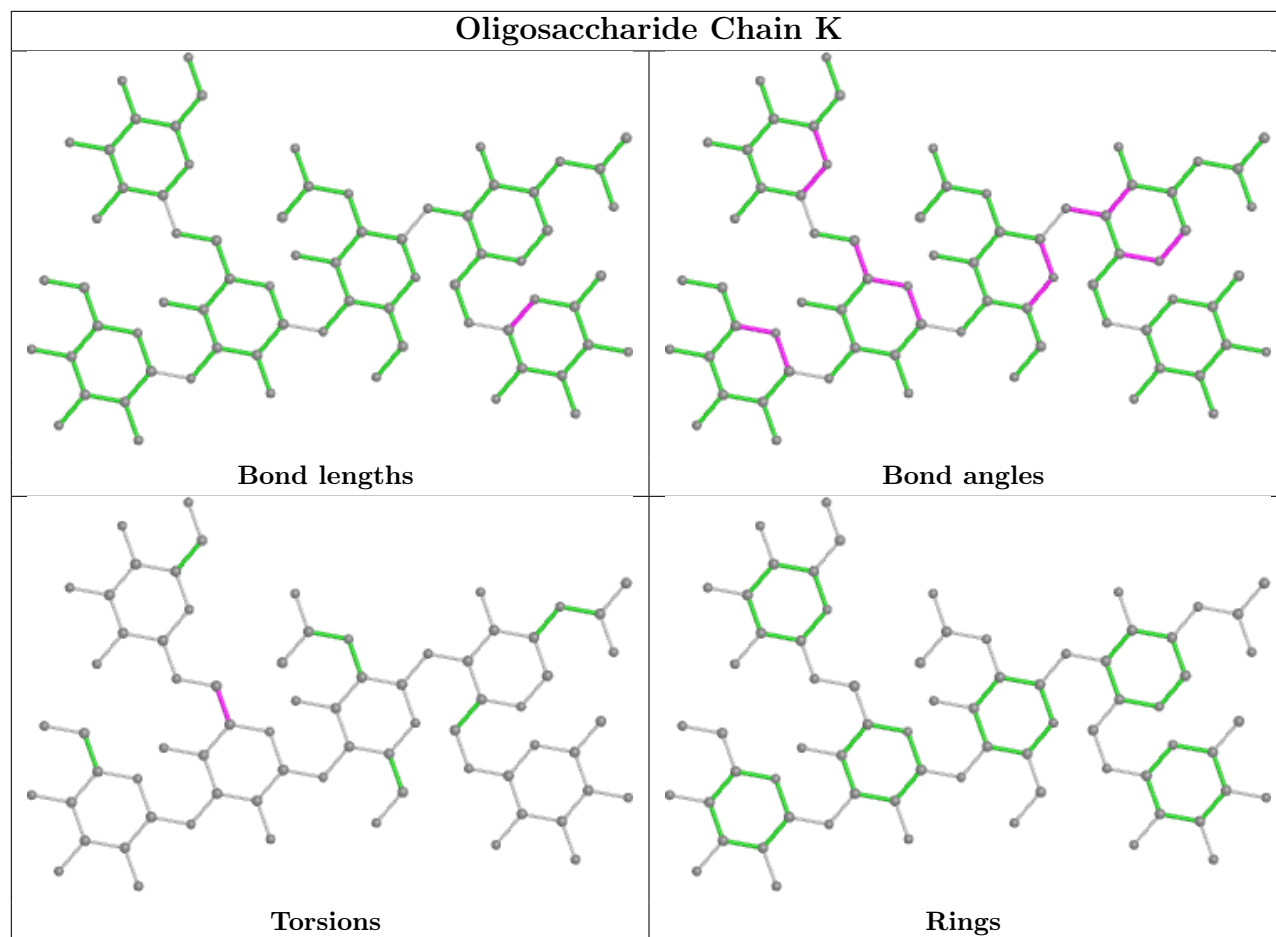 Oligosaccharide Chain K
Bond lengths
Bond angles
Torsions
Rings